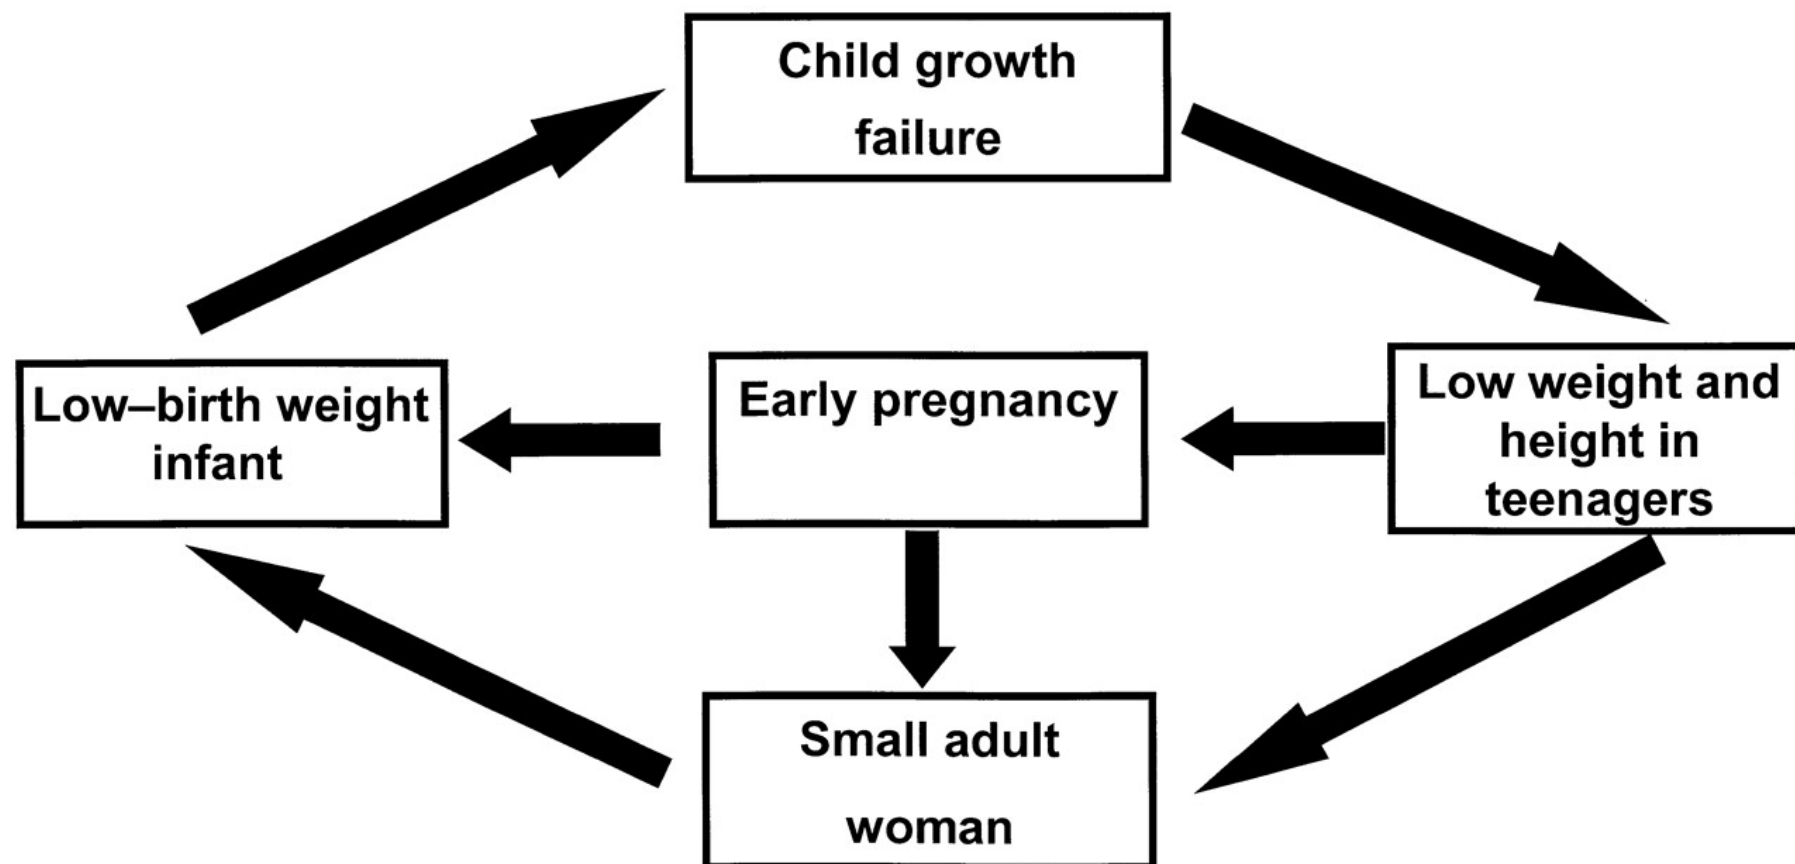 Child growth
failure
Low–birth weight
infant
Early pregnancy
Low weight and
height in
teenagers
Small adult
woman